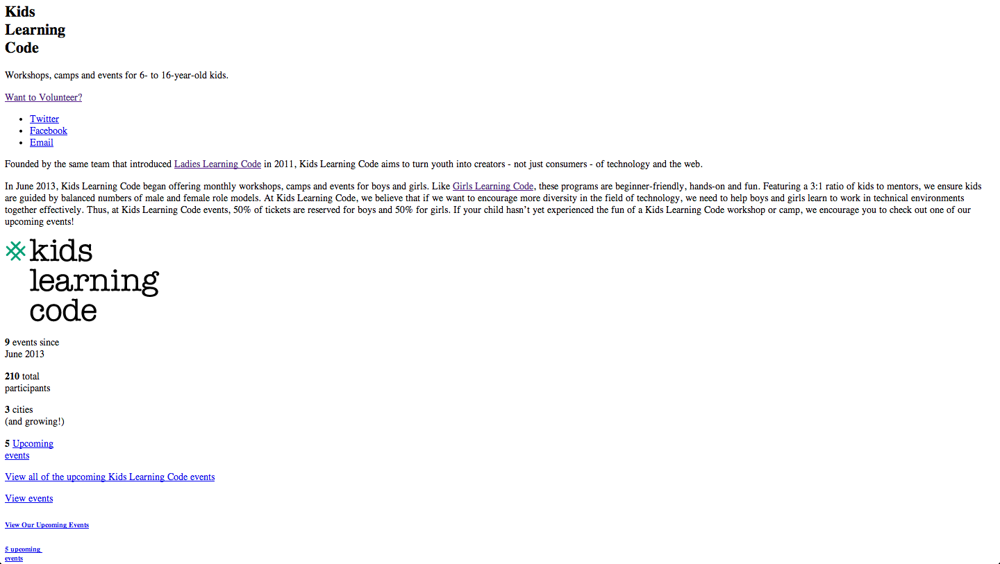 Kids
Learning
Code
Workshops, camps and events for 6- to 16-year-old kids.
Want to Volunteer?
Twitter
Facebook
Email
Founded by the same team that introduced Ladies Learning Code in 2011, Kids Learning Code aims to turn youth into creators - not just consumers - of technology and the web.
In June 2013, Kids Learning Code began offering monthly workshops, camps and events for boys and girls. Like Girls Learning Code, these programs are beginner-friendly, hands-on and fun. Featuring a 3:1 ratio of kids to mentors, we ensure kids
are guided by balanced numbers of male and female role models. At Kids Learning Code, we believe that if we want to encourage more diversity in the field of technology, we need to help boys and girls learn to work in technical environments
together effectively. Thus, at Kids Learning Code events, 50% of tickets are reserved for boys and 50% for girls. If your child hasn't yet experienced the fun of a Kids Learning Code workshop or camp, we encourage you to check out one of our
upcoming events!
kids
learning
code
9 events since
June 2013
210 total
participants
3 cities
(and growing!)
5 Upcoming
events
View all of the upcoming Kids Learning Code events
View events
View Our Upcoming Events
5 upcoming
events